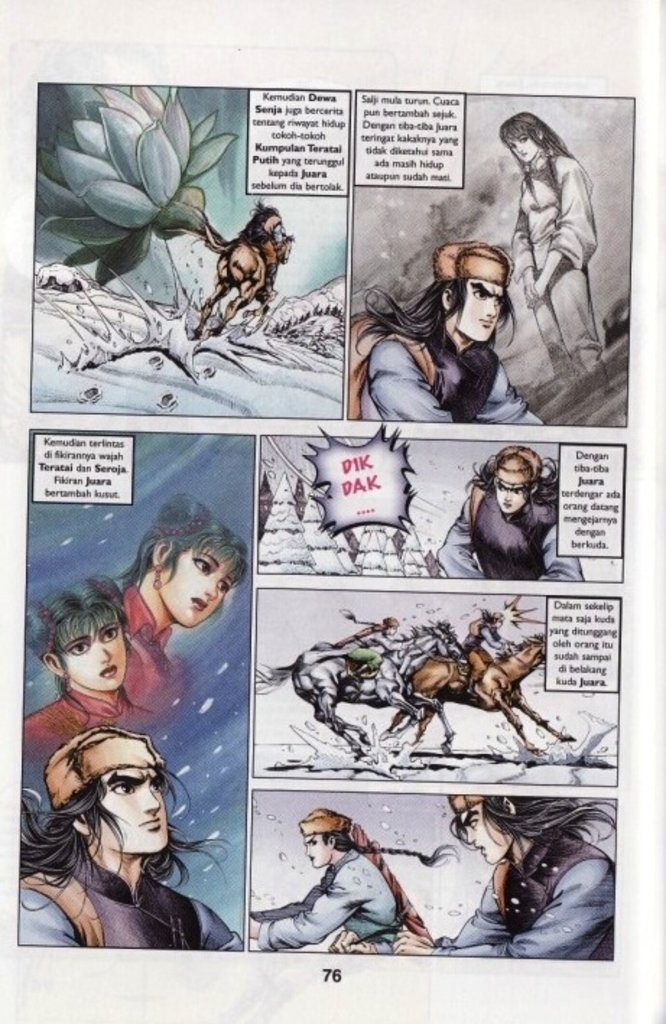 Kemudian Dewa
Senja juga bercerita
tentang riwayat hidup
tokoh-tokoh
Kumpulan Teratai
Putih yang terunggul
kepada Juara
sebelum dia bertolak.
Salji mula turun. Cuaca
pun bertambah sejuk.
Dengan tiba-tiba Juara
teringat kakaknya yang
tidak diketahui sama
ada masih hidup
ataupun sudah mati.
Kemudian terlintas
di fikirannya wajah
Teratai dan Seroja.
Fikiran Juara
bertambah kusut.
DIK
DAK
....
Dengan
tiba-tiba
Juara
terdengar ada
orang datang
mengejarnya
dengan
berkuda.
Dalam sekelip
mata saja kuda
yang ditunggang
oleh orang itu
sudah sampai
di belakang
kuda Juara.
76